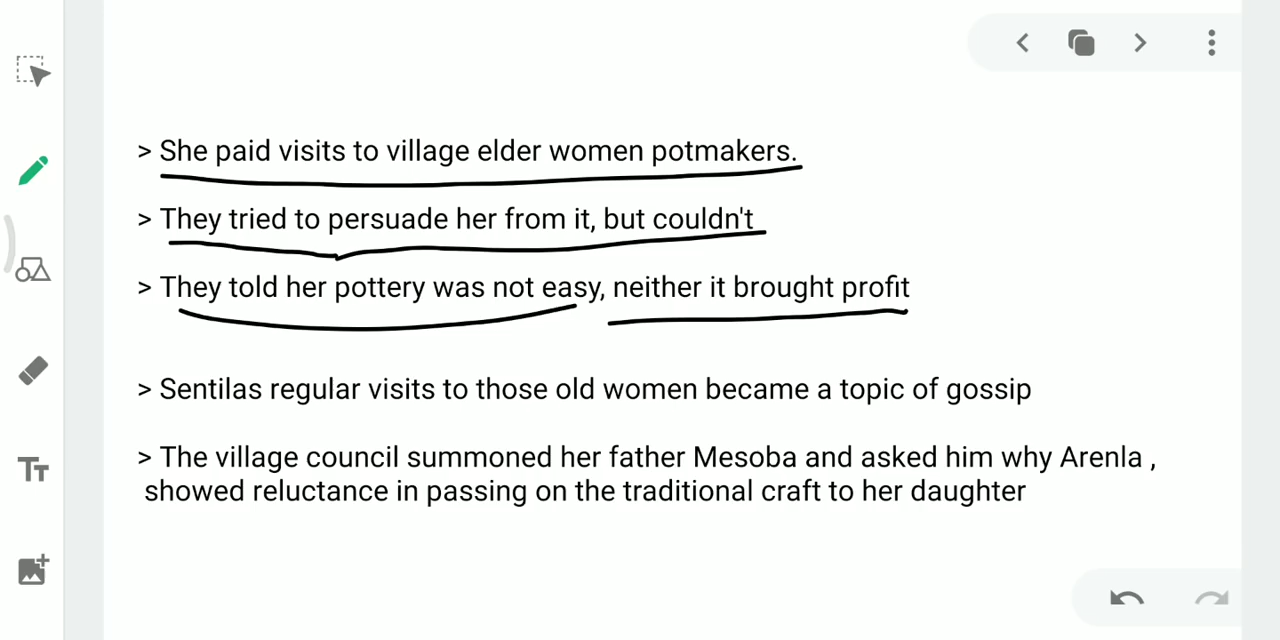 > She paid visits to village elder women potmakers.
> They tried to persuade her from it, but couldn't
> They told her pottery was not easy, neither it brought profit
> Sentilas regular visits to those old women became a topic of gossip
> The village council summoned her father Mesoba and asked him why Arenla ,
showed reluctance in passing on the traditional craft to her daughter
TT